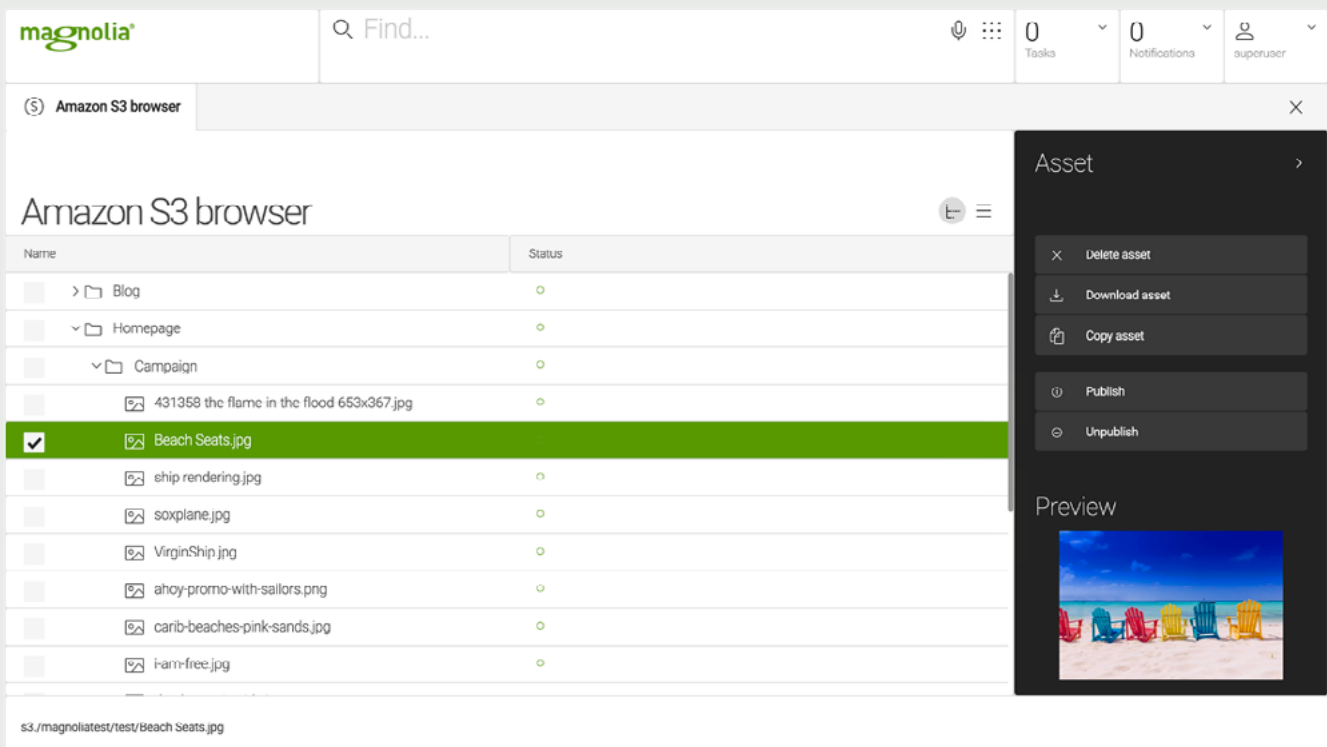 magnolia®
Find...
0
Tasks
0
Notifications
superuser
Amazon S3 browser
Asset
Amazon S3 browser
Name
Status
Delete asset
Blog
Download asset
Homepage
Copy asset
Campaign
Publish
431358 the flame in the flood 653x367.jpg
Unpublish
Beach Seats.jpg
ship rendering.jpg
Preview
soxplane.jpg
VirginShip.jpg
ahoy-promo-with-sailors.png
carib-beaches-pink-sands.jpg
i-am-free.jpg
s3./magnoliatest/test/Beach Seats.jpg